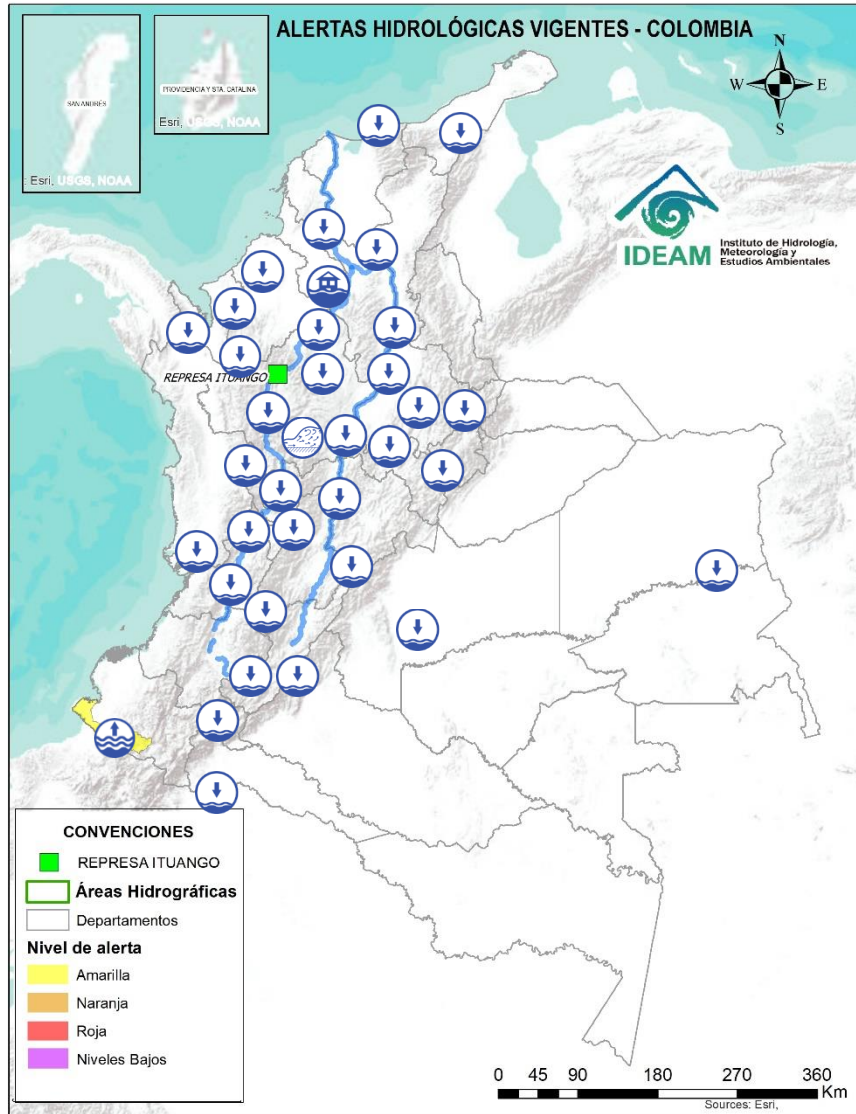 ALERTAS HIDROLÓGICAS VIGENTES - COLOMBIA
SAN ANDRÉS
Esri, USGS, NOAA
PROVIDENCIA Y STA. CATALINA
Esri, USGS, NOAA
N
W
E
S
IDEAM
Instituto de Hidrología,
Meteorología y
Estudios Ambientales
REPRESA ITUANGO
CONVENCIONES
REPRESA ITUANGO
Áreas Hidrográficas
Departamentos
Nivel de alerta
Amarilla
Naranja
Roja
Niveles Bajos
0 45 90 180 270 360
Km
Sources: Esri,